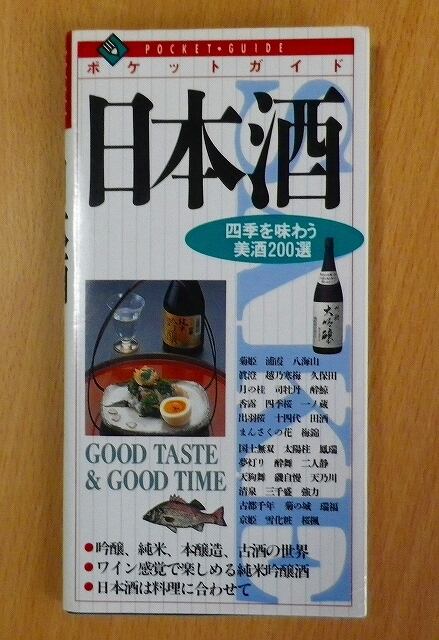 POCKET・GUIDE
ポケットガイド
日本酒
SAKE
四季を味わう
美酒200選
大吟醸
菊姫 浦霞 八海山
眞澄 越乃寒梅 久保田
月の桂 司牡丹 酔鯨
香露 四季桜 一ノ蔵
出羽桜 十四代 田酒
まんさくの花 梅錦
国士無双 太陽柱 鳳瑞
夢灯り 酔舞 二人静
天狗舞 磯自慢 天乃川
清泉 三千盛 強力
古都千年 菊の城 瑞福
京姫 雪化粧 桜楓
GOOD TASTE
& GOOD TIME
●吟醸、純米、本醸造、古酒の世界
●ワイン感覚で楽しめる純米吟醸酒
●日本酒は料理に合わせて